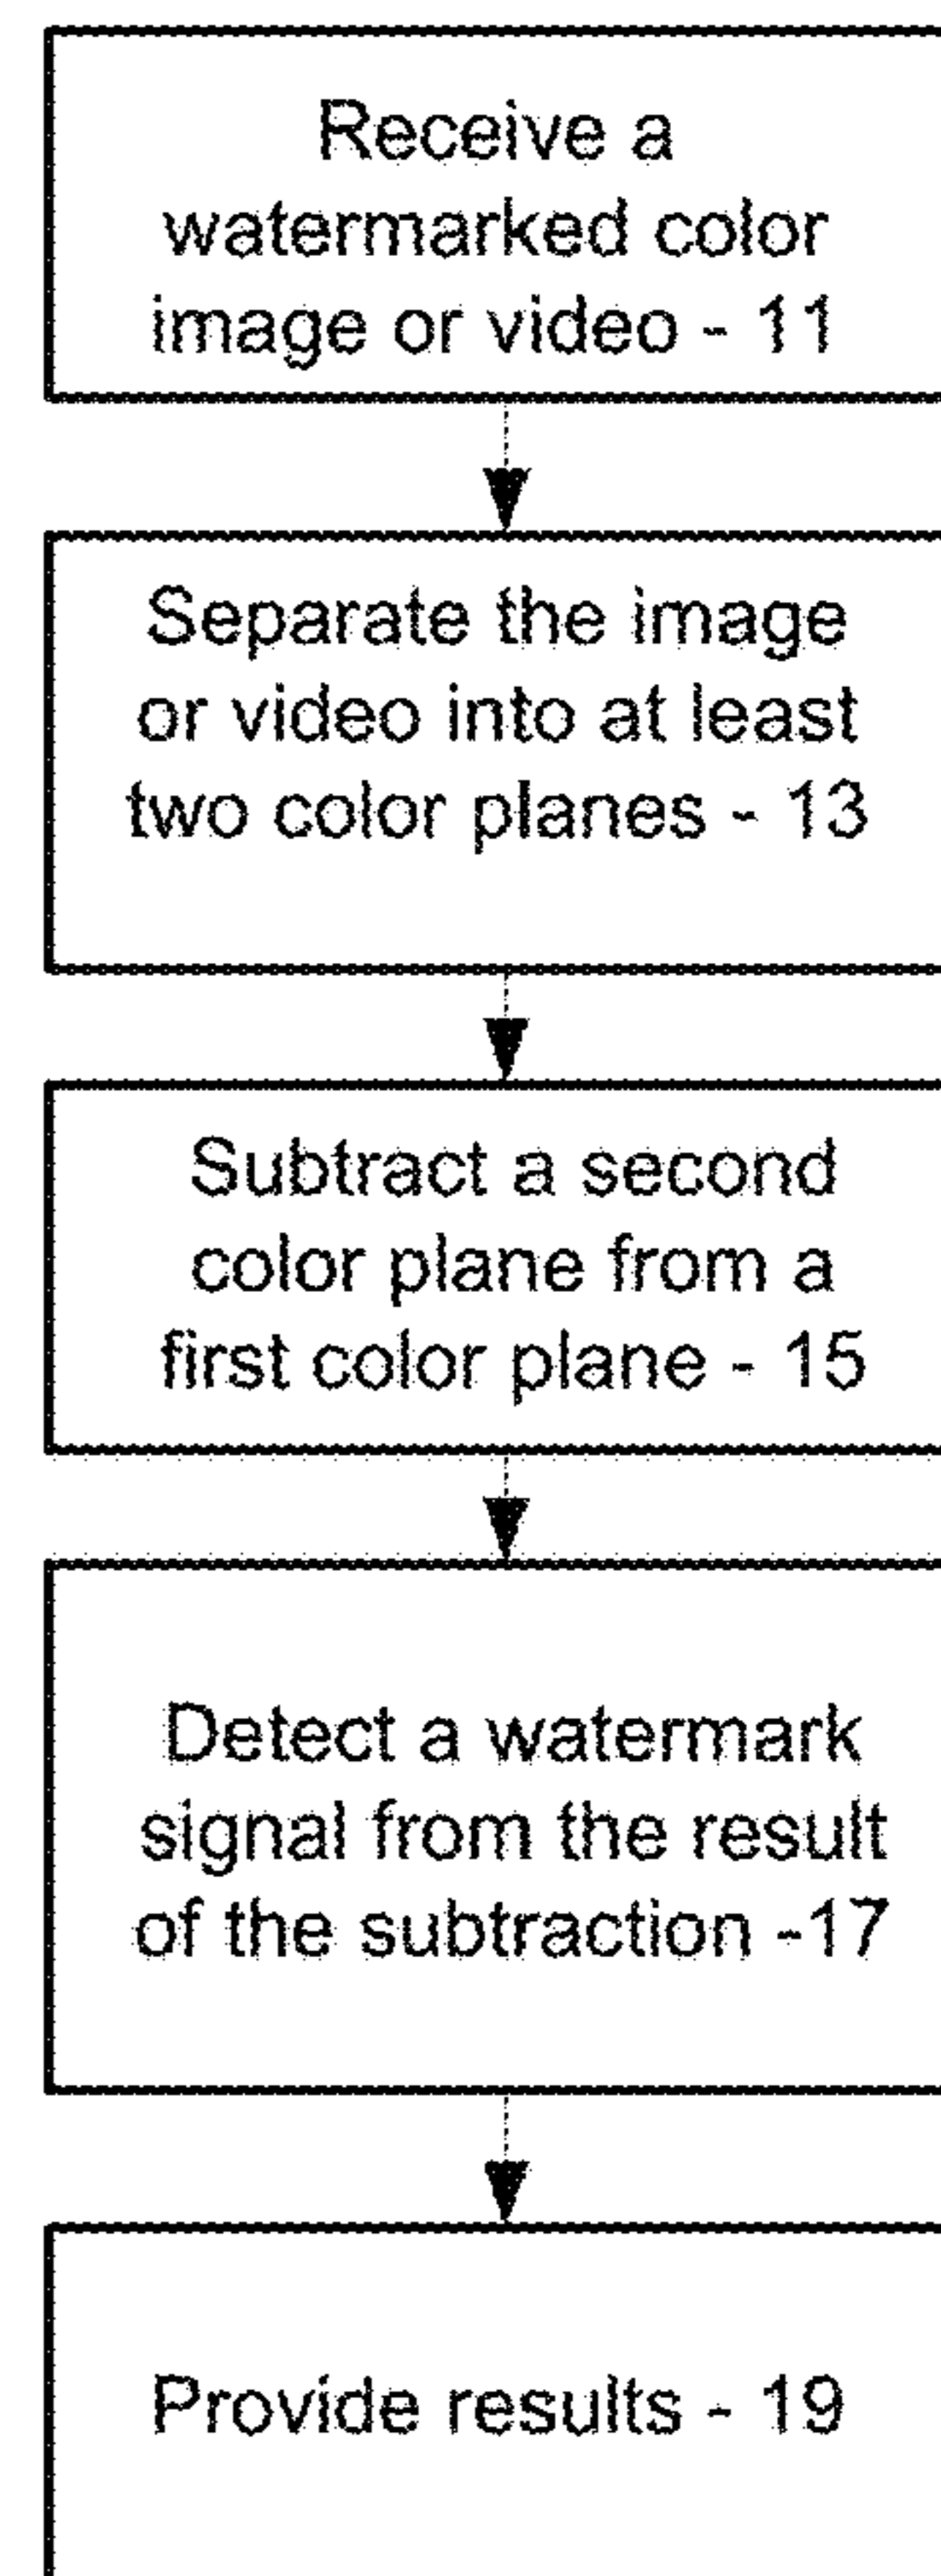 Receive a
watermarked color
image or video - 11
Separate the image
or video into at least
two color planes - 13
Subtract a second
color plane from a
first color plane - 15
Detect a watermark
signal from the result
of the subtraction -17
Provide results - 19